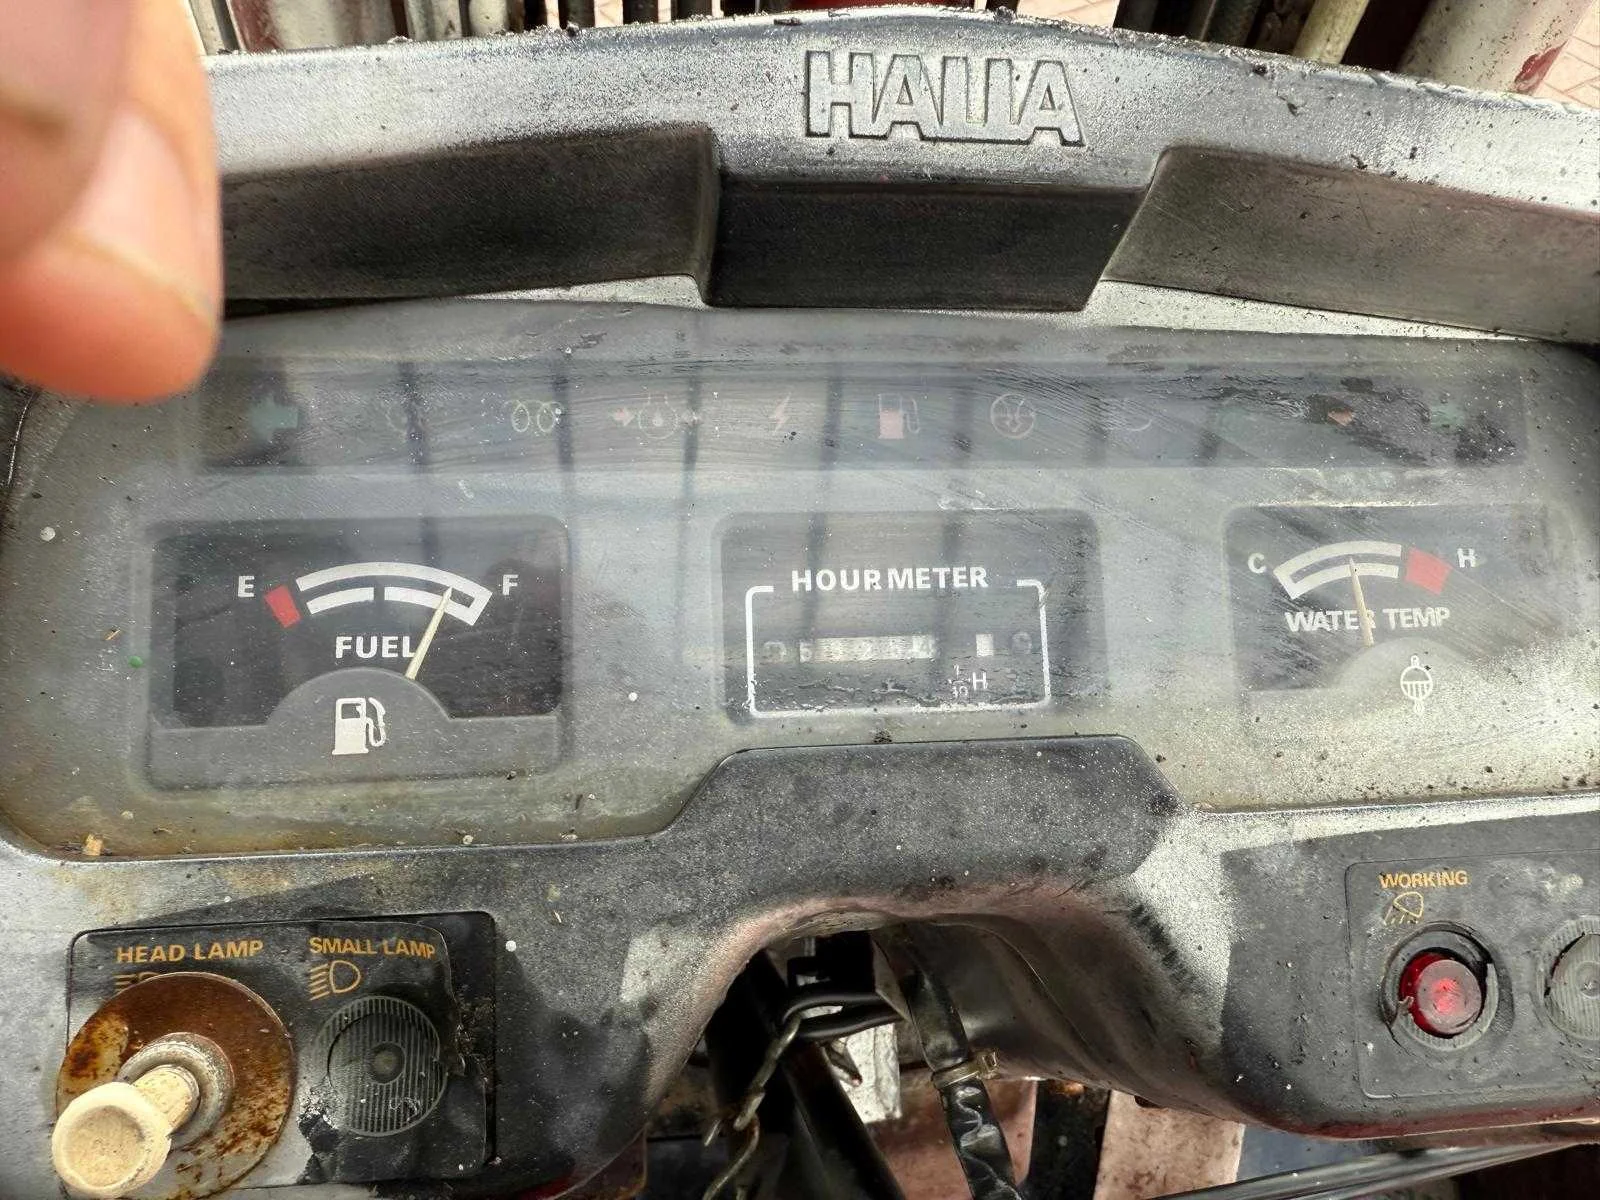 HALLA
E
F
FUEL
HOURMETER
1/10 H
C
H
WATER TEMP
HEAD LAMP
SMALL LAMP
WORKING